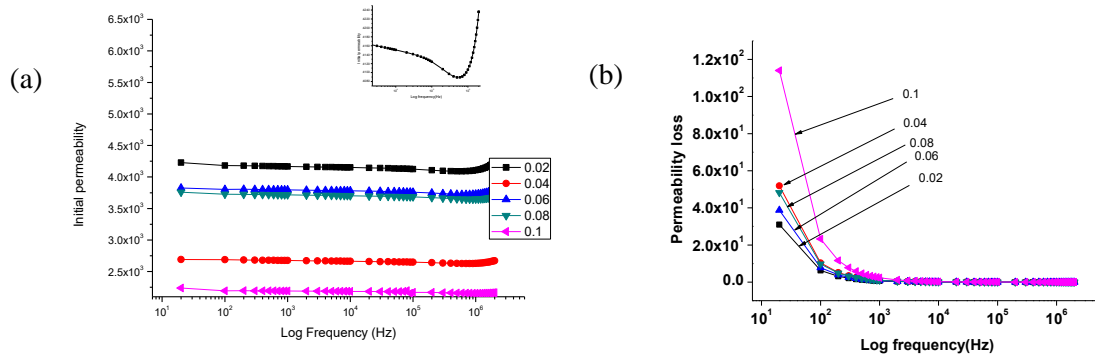 (a)
Initial permeability
6.5x10³
6.0x10³
5.5x10³
5.0x10³
4.5x10³
4.0x10³
3.5x10³
3.0x10³
2.5x10³
10¹ 10² 10³ 10⁴ 10⁵ 10⁶
Log Frequency (Hz)
Log frequency(Hz)
0.02
0.04
0.06
0.08
0.1
(b)
Permeability loss
1.2x10²
1.0x10²
8.0x10¹
6.0x10¹
4.0x10¹
2.0x10¹
0.0
10¹ 10² 10³ 10⁴ 10⁵ 10⁶
Log frequency(Hz)
0.1
0.04
0.08
0.06
0.02